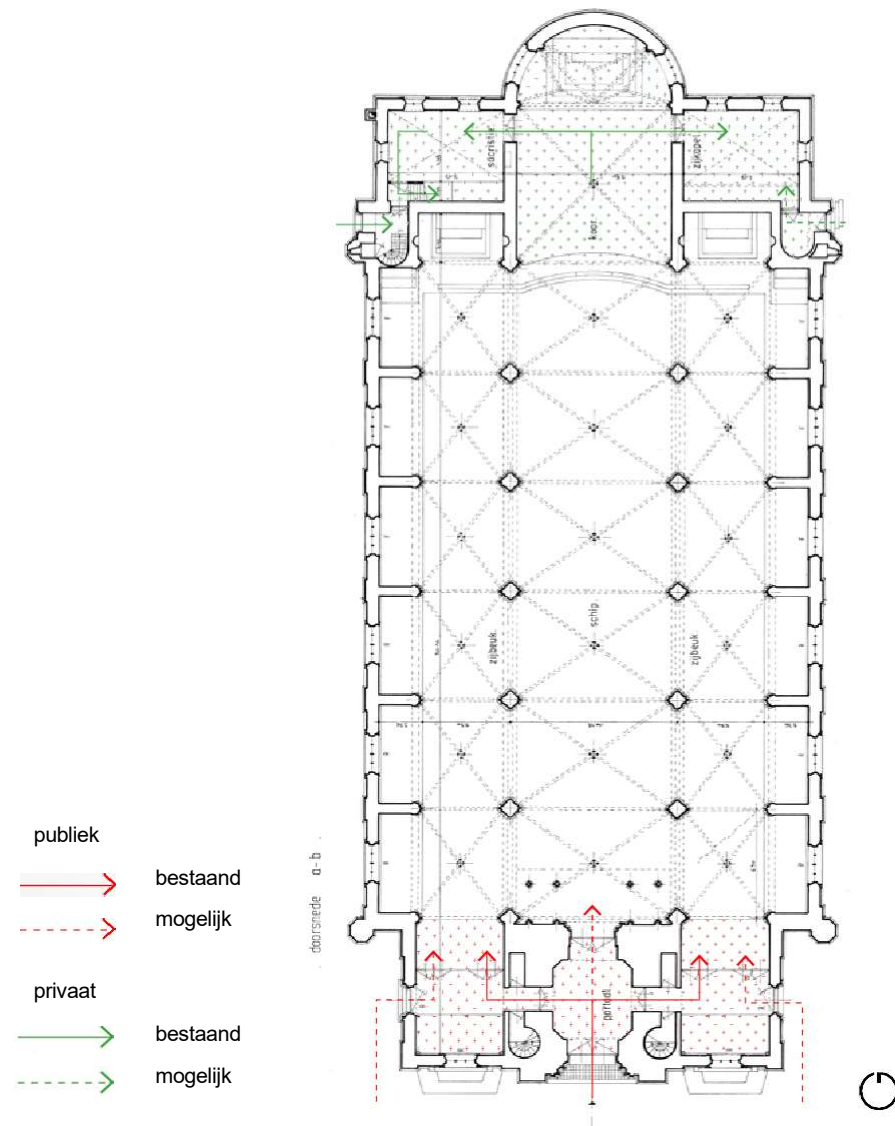 sacristie
zijkapel
koor
zijbeuk
schip
zijbeuk
doorsnede a-b
portaal
publiek
bestaand
mogelijk
privaat
bestaand
mogelijk